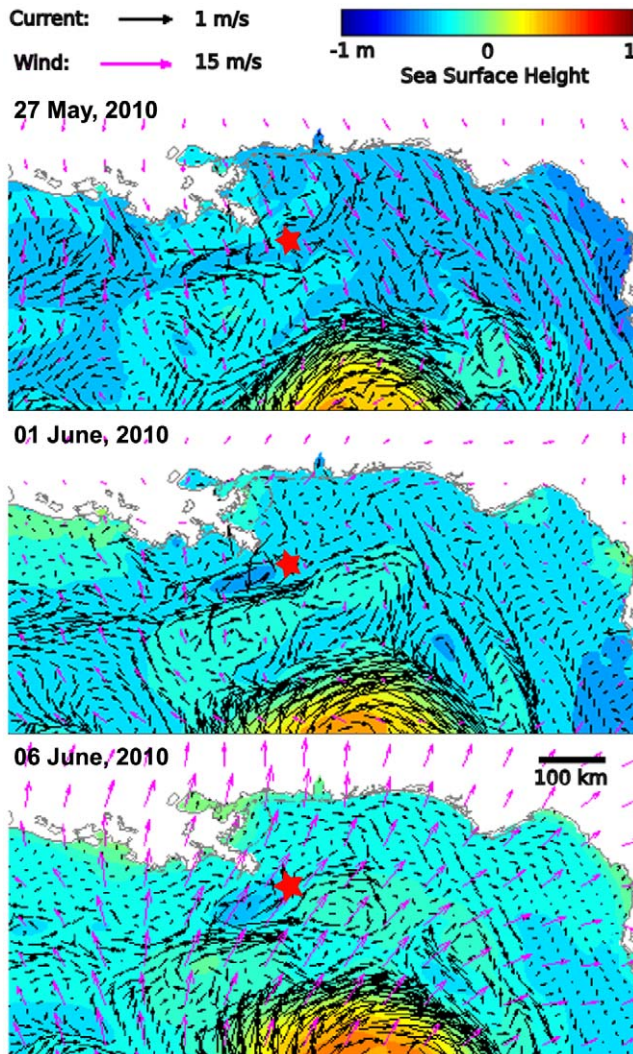 Current: 1 m/s
Wind: 15 m/s
-1 m 0 1
Sea Surface Height
27 May, 2010
01 June, 2010
06 June, 2010
100 km